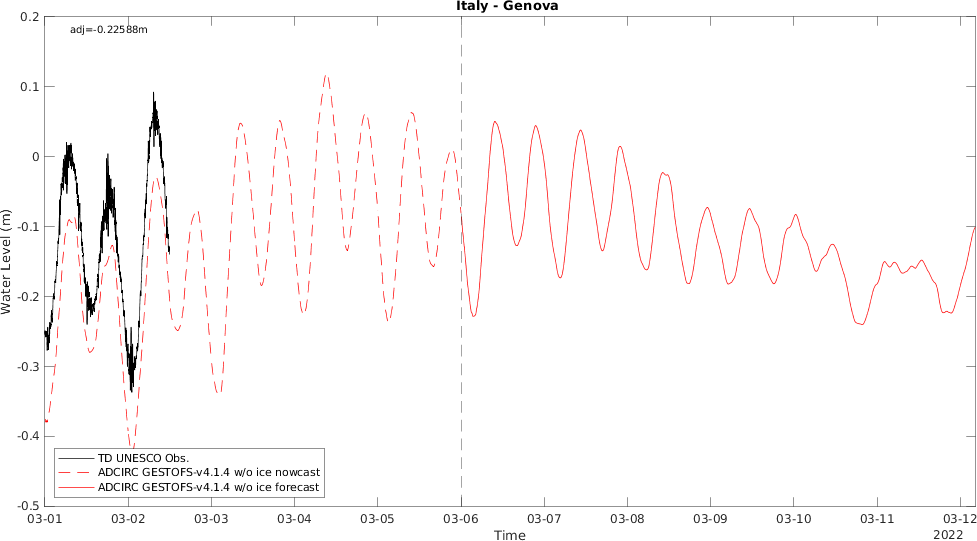 Italy - Genova
adj=-0.22588m
Water Level (m)
0.2
0.1
0
-0.1
-0.2
-0.3
-0.4
-0.5
TD UNESCO Obs.
ADCIRC GESTOFS-v4.1.4 w/o ice nowcast
ADCIRC GESTOFS-v4.1.4 w/o ice forecast
03-01 03-02 03-03 03-04 03-05 03-06 03-07 03-08 03-09 03-10 03-11 03-12
Time
2022